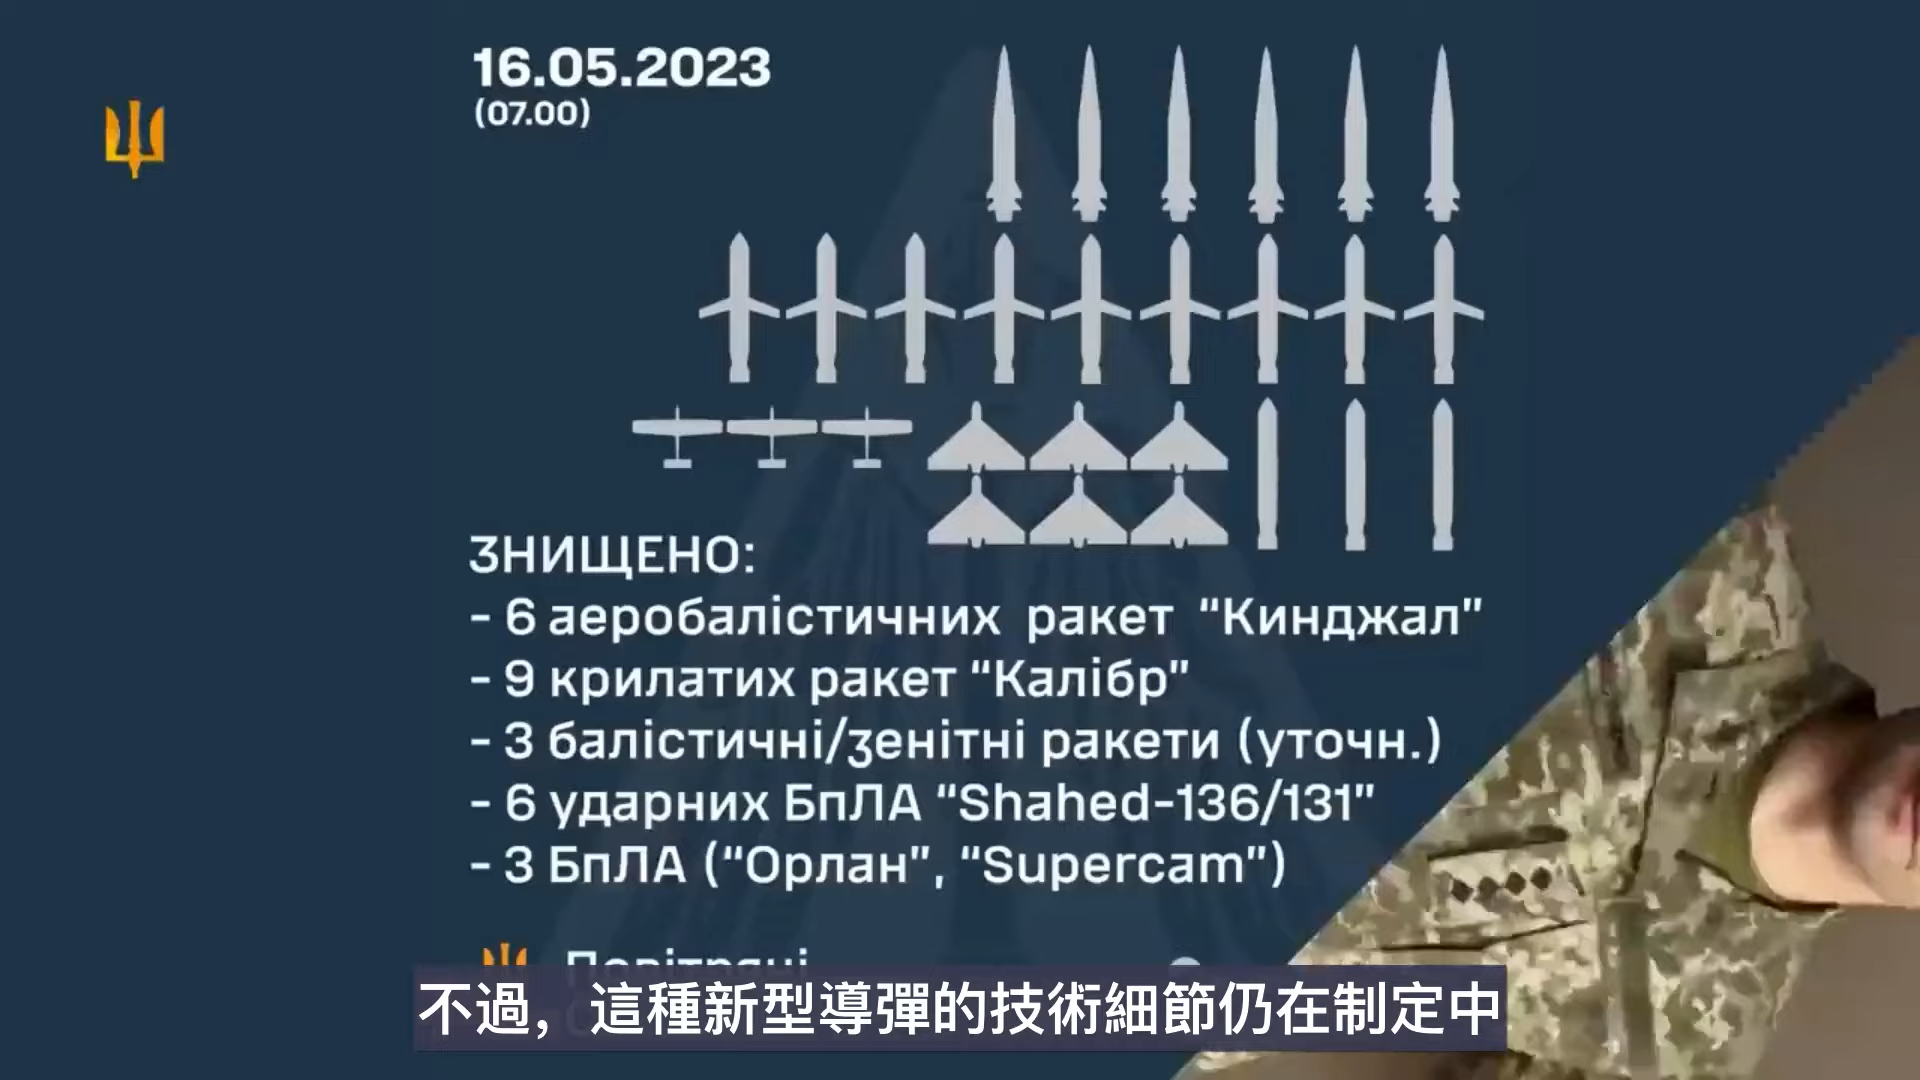 16.05.2023
(07.00)
ЗНИЩЕНО:
- 6 аеробалістичних ракет “Кинджал”
- 9 крилатих ракет “Калібр”
- 3 балістичні/зенітні ракети (уточн.)
- 6 ударних БпЛА “Shahed-136/131”
- 3 БпЛА (“Орлан”, “Supercam”)
Повітряні
不過，這種新型導彈的技術細節仍在制定中